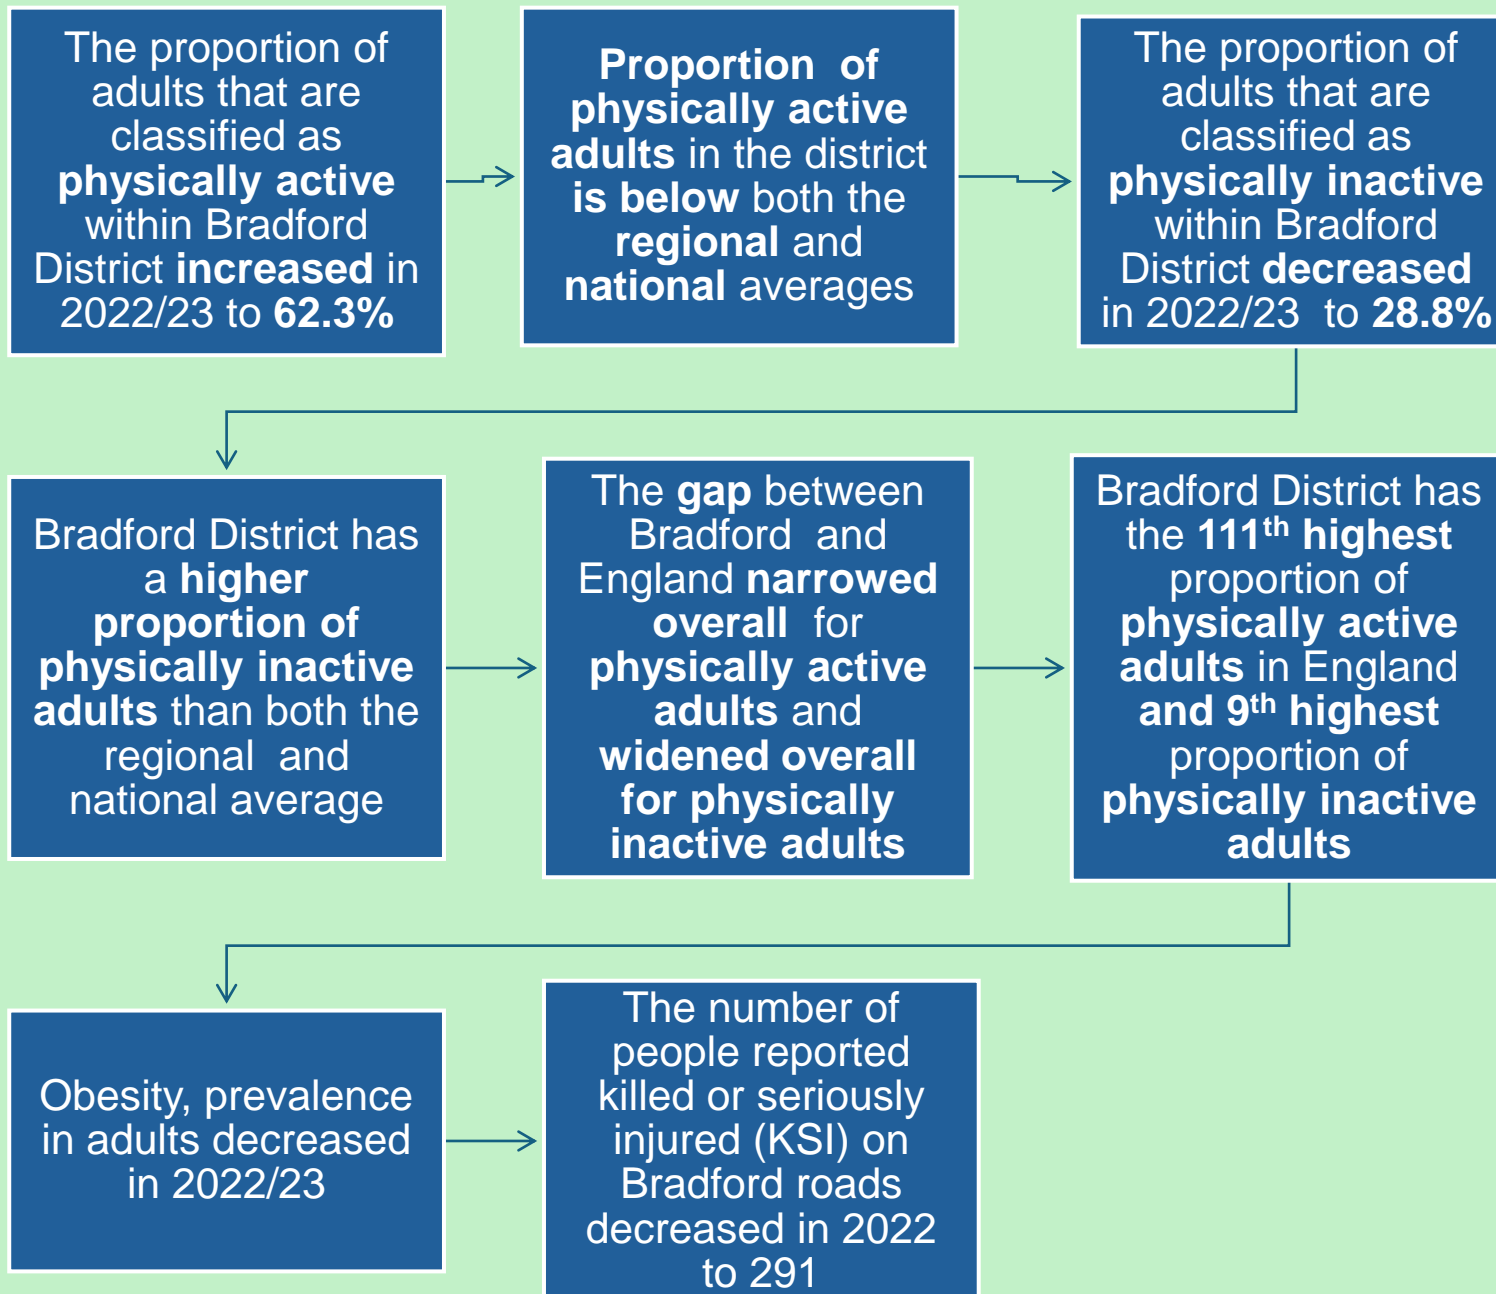 The proportion of
adults that are
classified as
physically active
within Bradford
District increased in
2022/23 to 62.3%
Proportion of
physically active
adults in the district
is below both the
regional and
national averages
The proportion of
adults that are
classified as
physically inactive
within Bradford
District decreased
in 2022/23 to 28.8%
Bradford District has
a higher
proportion of
physically inactive
adults than both the
regional and
national average
The gap between
Bradford and
England narrowed
overall for
physically active
adults and
widened overall
for physically
inactive adults
Bradford District has
the 111th highest
proportion of
physically active
adults in England
and 9th highest
proportion of
physically inactive
adults
Obesity, prevalence
in adults decreased
in 2022/23
The number of
people reported
killed or seriously
injured (KSI) on
Bradford roads
decreased in 2022
to 291